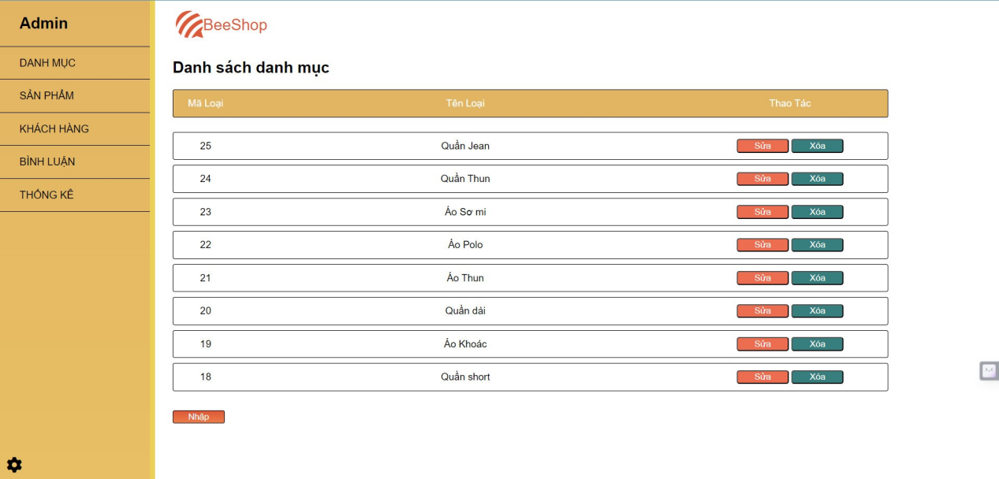 Admin
DANH MỤC
SẢN PHẨM
KHÁCH HÀNG
BÌNH LUẬN
THỐNG KÊ
BeeShop
Danh sách danh mục
Mã Loại Tên Loại Thao Tác
25 Quần Jean Sửa Xóa
24 Quần Thun Sửa Xóa
23 Áo Sơ mi Sửa Xóa
22 Áo Polo Sửa Xóa
21 Áo Thun Sửa Xóa
20 Quần dài Sửa Xóa
19 Áo Khoác Sửa Xóa
18 Quần short Sửa Xóa
Nhập